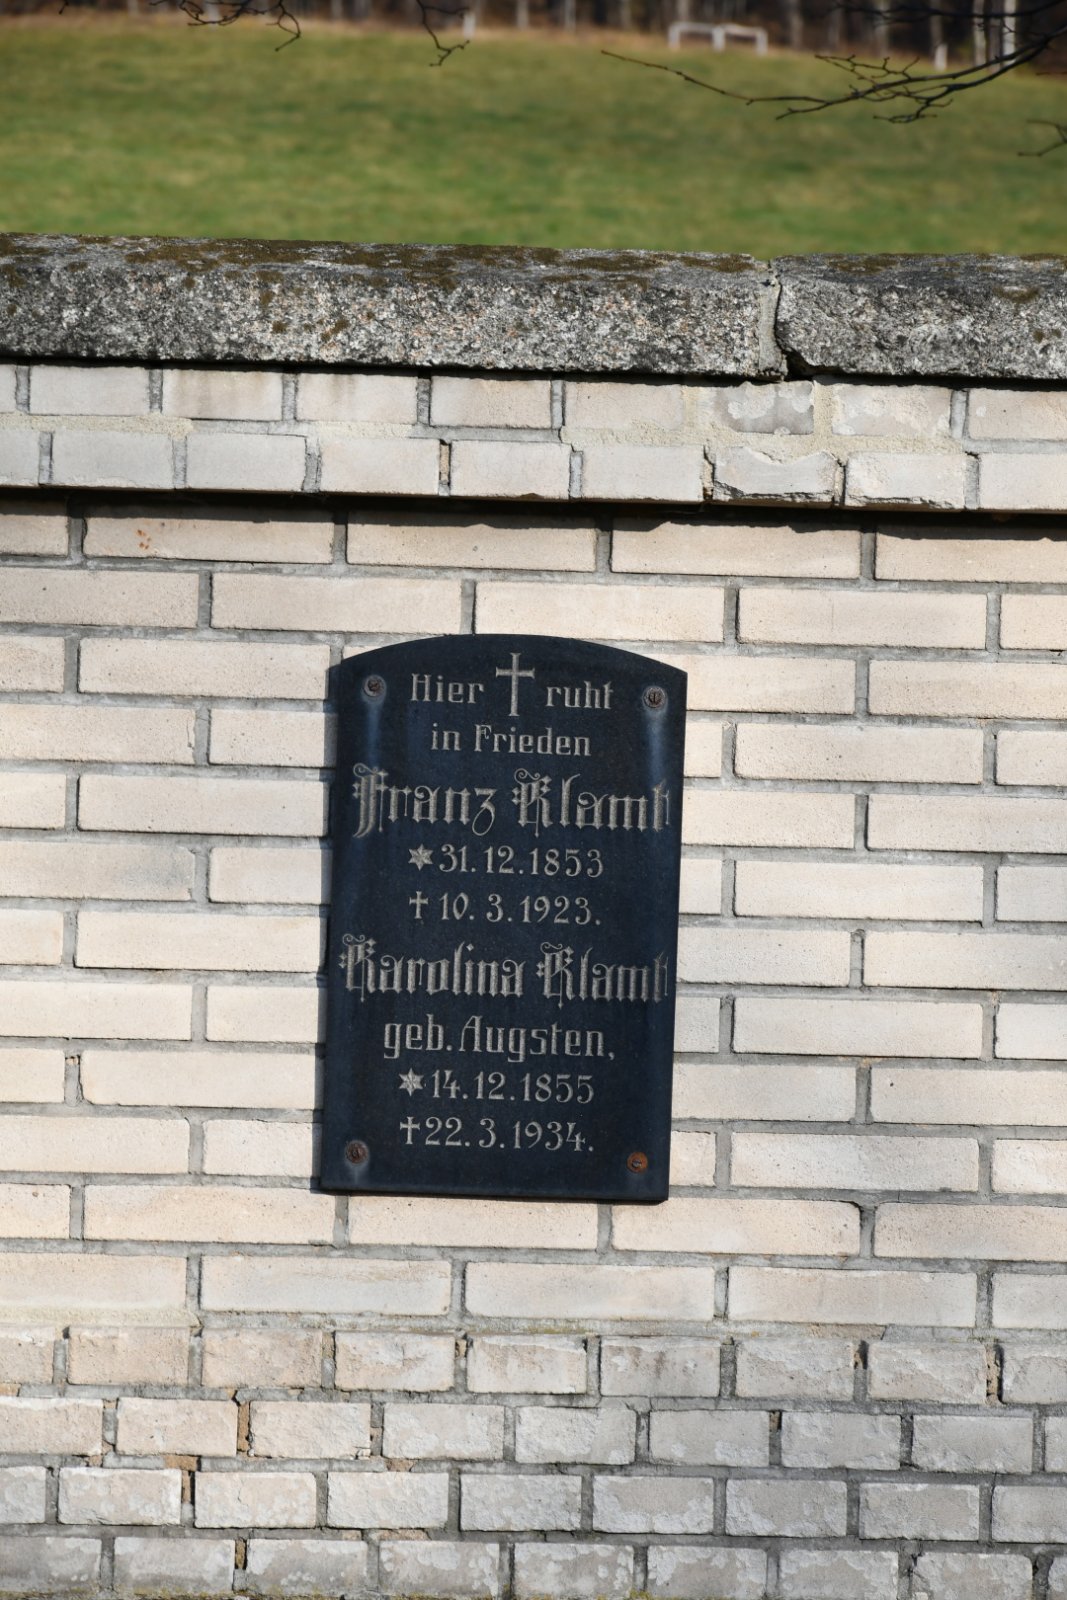 Hier † ruht
in Frieden
Franz Klamt
*31.12.1853
† 10.3.1923.
Karolina Klamt
geb. Augsten,
*14.12.1855
†22.3.1934.